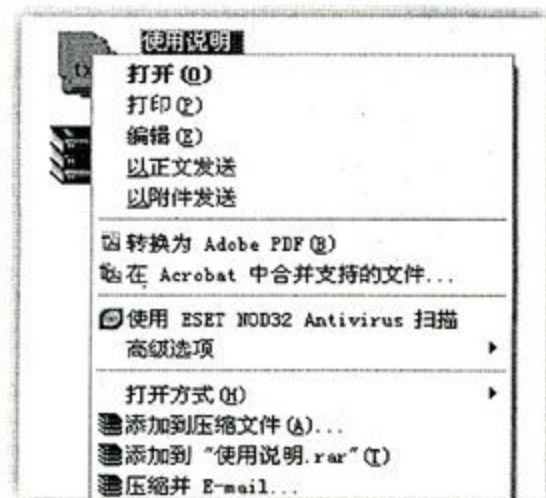 使用说明
打开(O)
打印(P)
编辑(E)
以正文发送
以附件发送
转换为 Adobe PDF(B)
在 Acrobat 中合并支持的文件...
使用 ESET NOD32 Antivirus 扫描
高级选项
打开方式(H)
添加到压缩文件(A)...
添加到 "使用说明.rar"(T)
压缩并 E-mail...